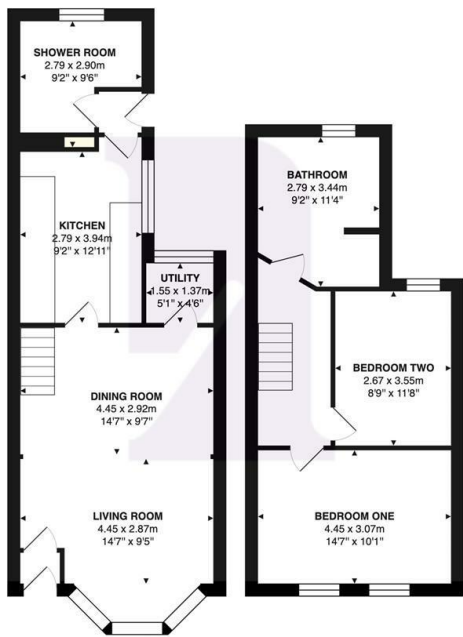 SHOWER ROOM
2.79 x 2.90m
9'2" x 9'6"
KITCHEN
2.79 x 3.94m
9'2" x 12'11"
UTILITY
1.55 x 1.37m
5'1" x 4'6"
DINING ROOM
4.45 x 2.92m
14'7" x 9'7"
LIVING ROOM
4.45 x 2.87m
14'7" x 9'5"
BATHROOM
2.79 x 3.44m
9'2" x 11'4"
BEDROOM TWO
2.67 x 3.55m
8'9" x 11'8"
BEDROOM ONE
4.45 x 3.07m
14'7" x 10'1"